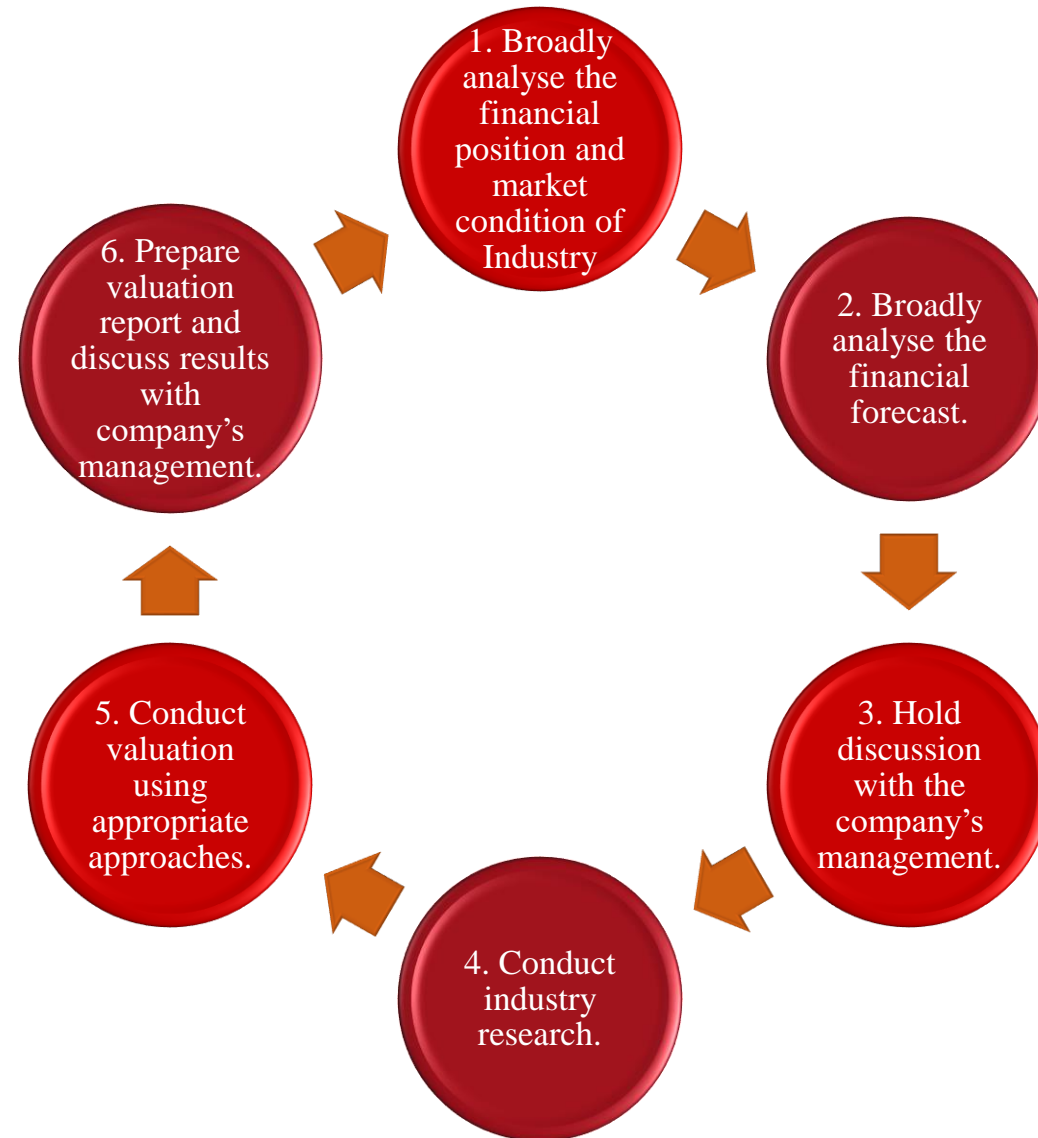 1. Broadly
analyse the
financial
position and
market
condition of
Industry
2. Broadly
analyse the
financial
forecast.
3. Hold
discussion
with the
company’s
management.
4. Conduct
industry
research.
5. Conduct
valuation
using
appropriate
approaches.
6. Prepare
valuation
report and
discuss results
with
company’s
management.